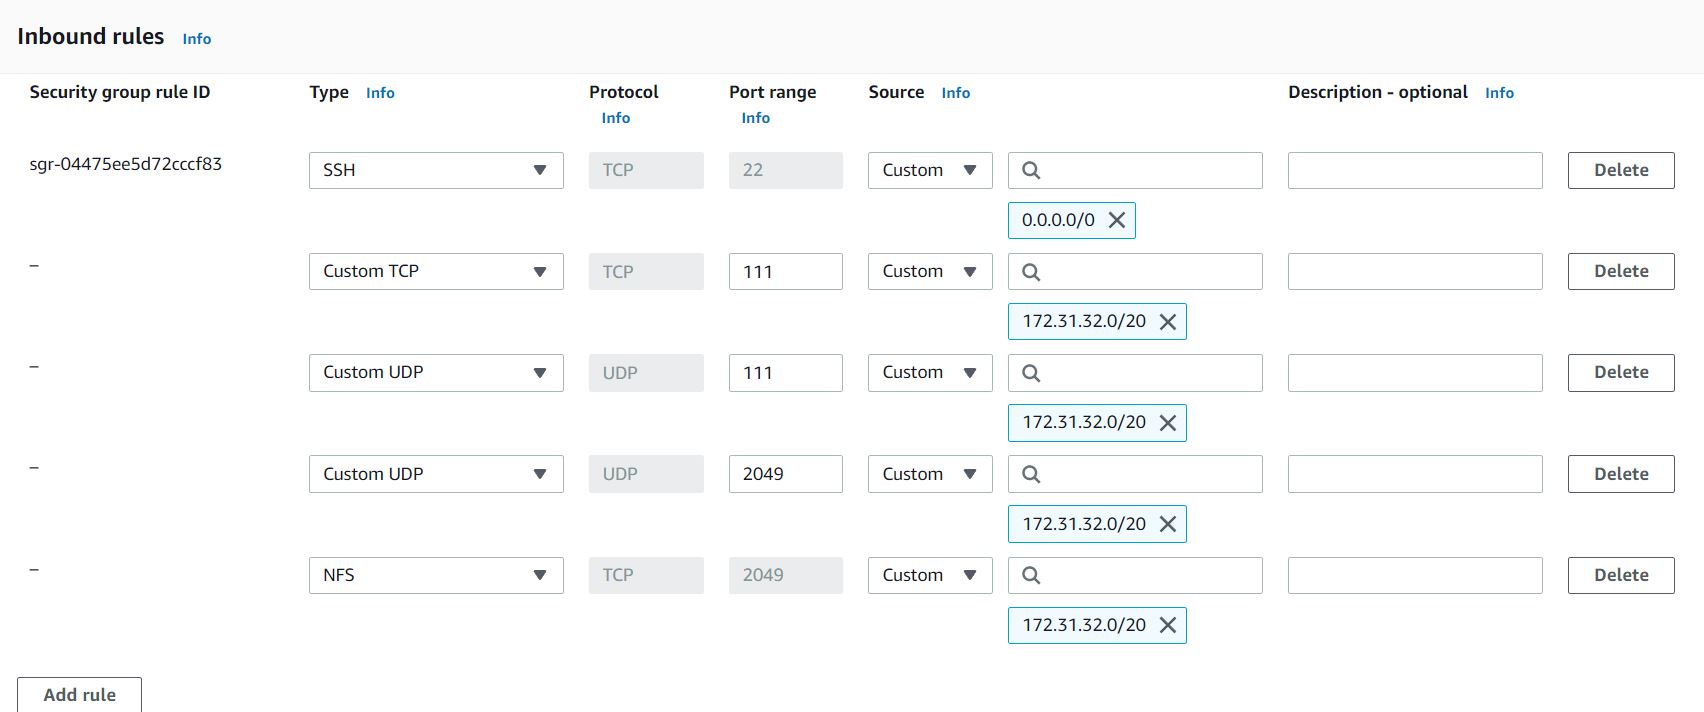 Inbound rules Info
Security group rule ID Type Info Protocol Info Port range Info Source Info Description - optional Info
sgr-04475ee5d72cccf83 SSH TCP 22 Custom Delete
0.0.0.0/0
– Custom TCP TCP 111 Custom Delete
172.31.32.0/20
– Custom UDP UDP 111 Custom Delete
172.31.32.0/20
– Custom UDP UDP 2049 Custom Delete
172.31.32.0/20
– NFS TCP 2049 Custom Delete
172.31.32.0/20
Add rule